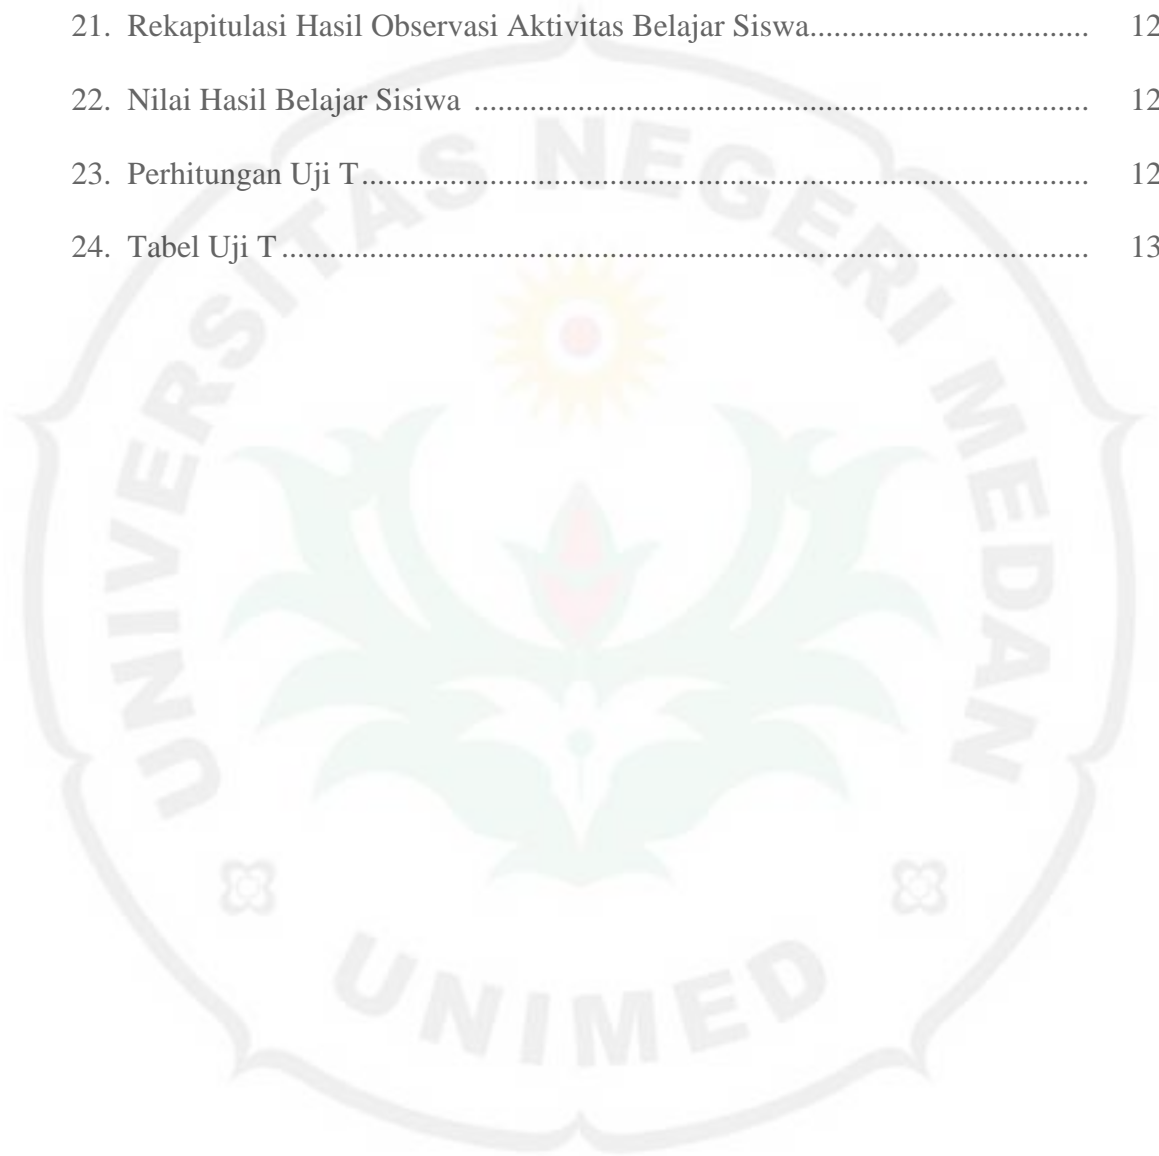 21. Rekapitulasi Hasil Observasi Aktivitas Belajar Siswa................................. 12
22. Nilai Hasil Belajar Sisiwa .......................................................................... 12
23. Perhitungan Uji T....................................................................................... 12
24. Tabel Uji T ................................................................................................. 13
UNIVERSITAS NEGERI MEDAN
UNIMED